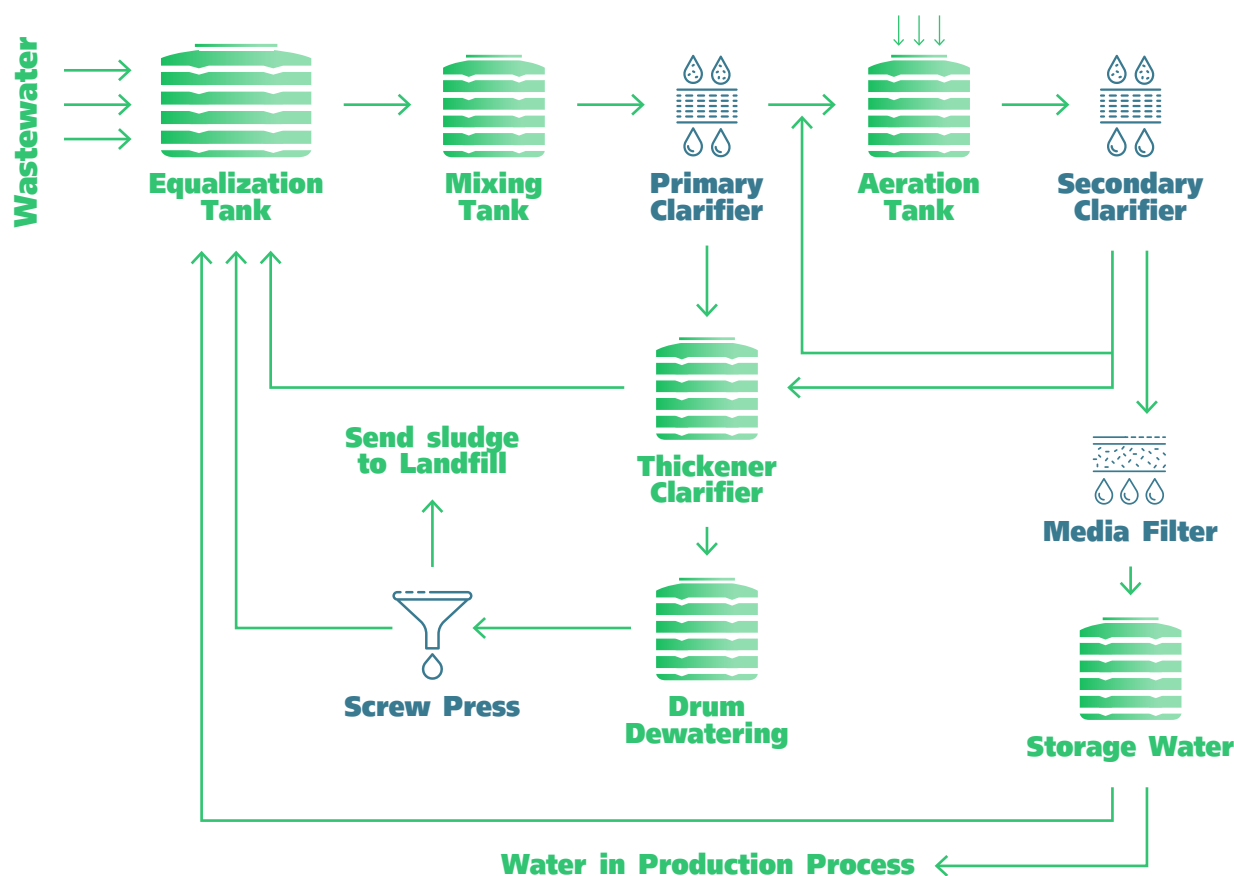 Wastewater
Equalization
Tank
Mixing
Tank
Primary
Clarifier
Aeration
Tank
Secondary
Clarifier
Send sludge
to Landfill
Thickener
Clarifier
Media Filter
Screw Press
Drum
Dewatering
Storage Water
Water in Production Process